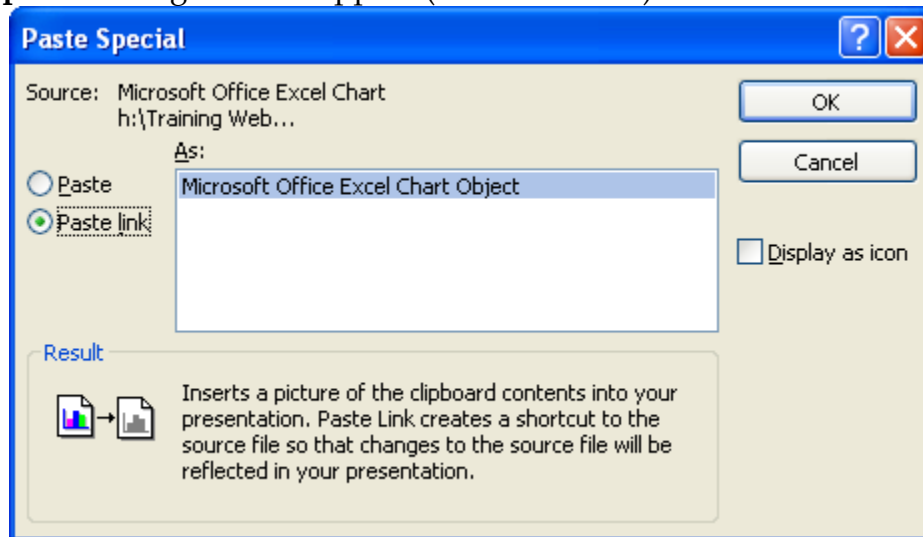 Paste Special
Source: Microsoft Office Excel Chart
h:\Training Web...
As:
Paste
Microsoft Office Excel Chart Object
Paste link
OK
Cancel
Display as icon
Result
Inserts a picture of the clipboard contents into your
presentation. Paste Link creates a shortcut to the
source file so that changes to the source file will be
reflected in your presentation.